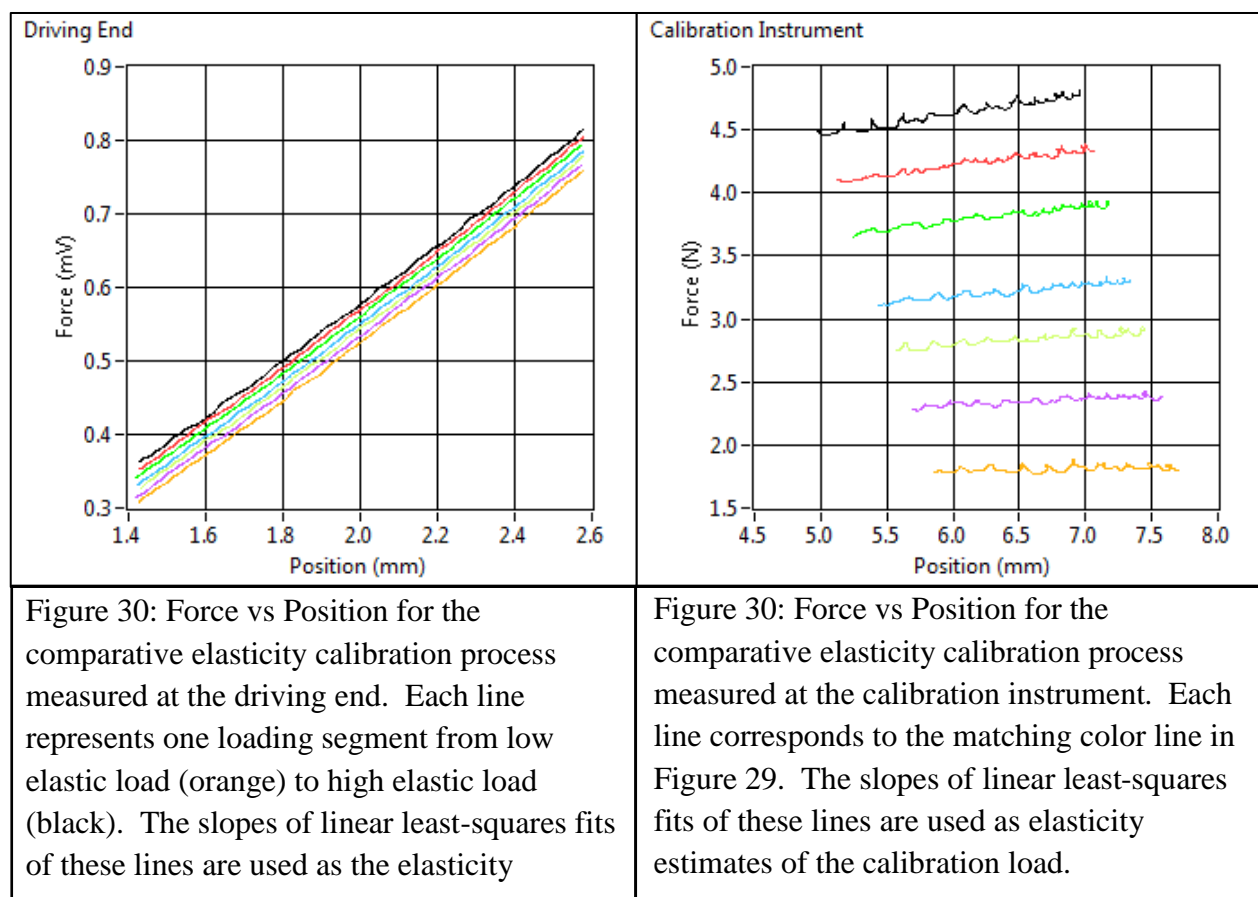 Driving End
0.9
0.8
0.7
0.6
0.5
0.4
0.3
Force (mV)
1.4 1.6 1.8 2.0 2.2 2.4 2.6
Position (mm)
Calibration Instrument
5.0
4.5
4.0
3.5
3.0
2.5
2.0
1.5
Force (N)
4.5 5.0 5.5 6.0 6.5 7.0 7.5 8.0
Position (mm)
Figure 30: Force vs Position for the
comparative elasticity calibration process
measured at the driving end. Each line
represents one loading segment from low
elastic load (orange) to high elastic load
(black). The slopes of linear least-squares fits
of these lines are used as the elasticity
Figure 30: Force vs Position for the
comparative elasticity calibration process
measured at the calibration instrument. Each
line corresponds to the matching color line in
Figure 29. The slopes of linear least-squares
fits of these lines are used as elasticity
estimates of the calibration load.